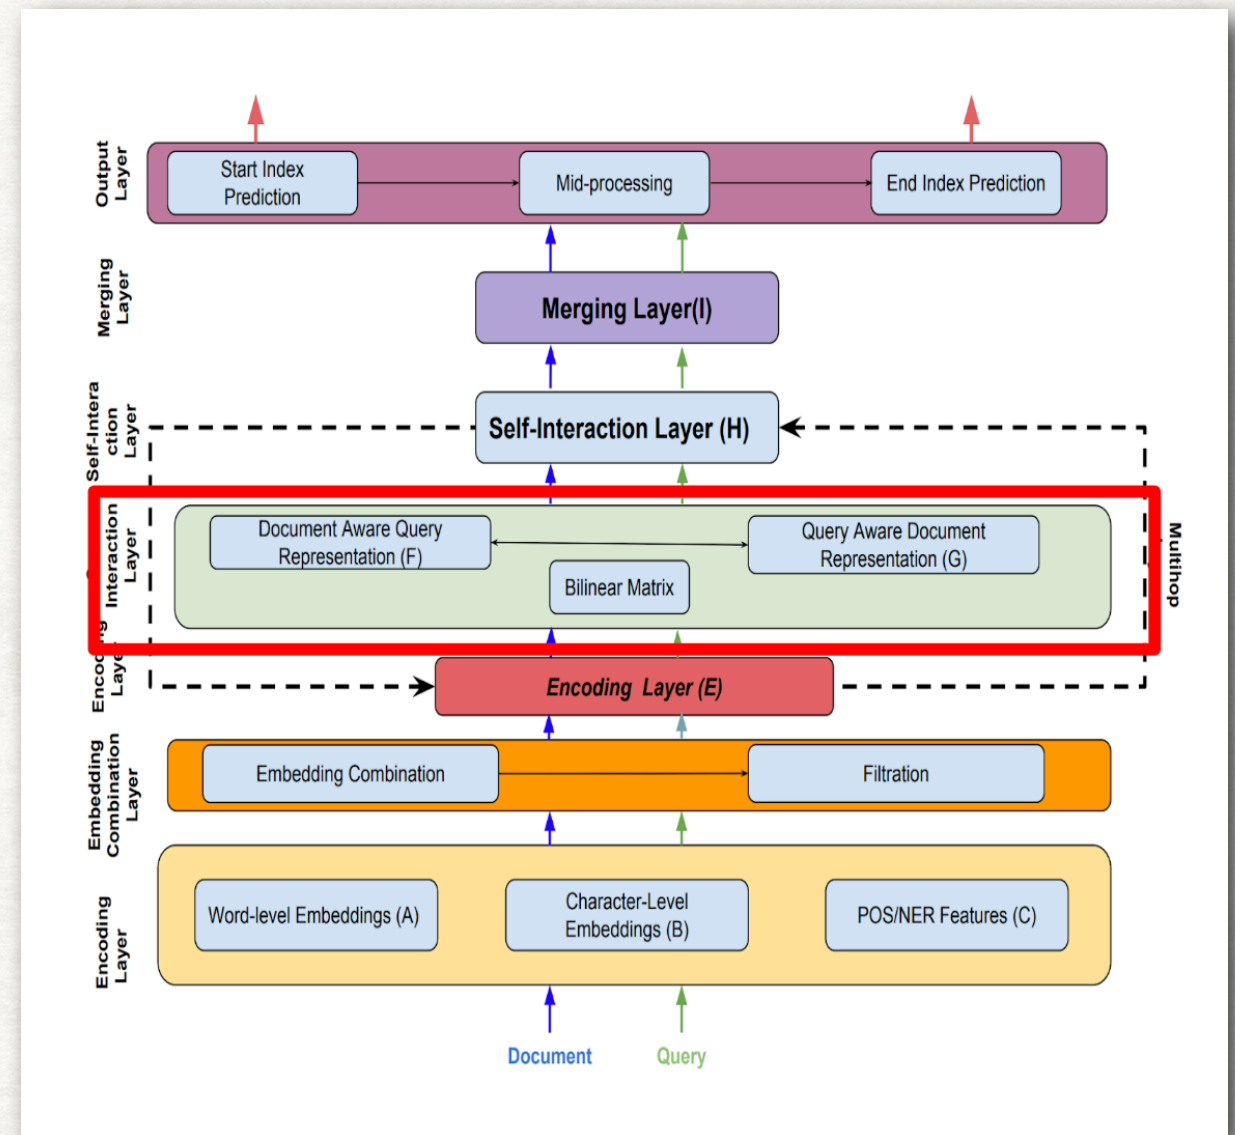 Output
Layer
Start Index
Prediction
Mid-processing
End Index Prediction
Merging
Layer
Merging Layer(I)
Self-Intera
ction
Layer
Self-Interaction Layer (H)
Interaction
Layer
Document Aware Query
Representation (F)
Query Aware Document
Representation (G)
Bilinear Matrix
Multihop
Encoding
Layer
Encoding Layer (E)
Embedding
Combination
Layer
Embedding Combination
Filtration
Encoding
Layer
Word-level Embeddings (A)
Character-Level
Embeddings (B)
POS/NER Features (C)
Document
Query